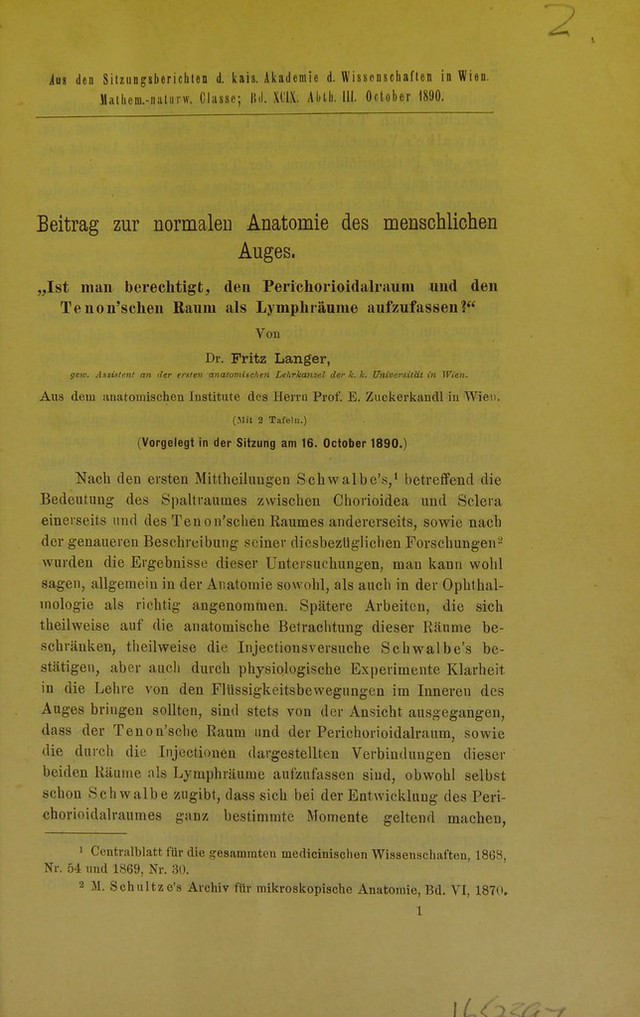 2
Aus den Sitzungsberichten d. kais. Akademie d. Wissenschaften in Wien.
Mathem.-naturw. Classe; Bd. XCIX. Abth. III. October 1890.
Beitrag zur normalen Anatomie des menschlichen
Auges.
„Ist man berechtigt, den Perichorioidalraum und den
Tenon'schen Raum als Lymphräume aufzufassen?“
Von
Dr. Fritz Langer,
gew. Assistent an der ersten anatomischen Lehrkanzel der k. k. Universität in Wien.
Aus dem anatomischen Institute des Herrn Prof. E. Zuckerkandl in Wien.
(Mit 2 Tafeln.)
(Vorgelegt in der Sitzung am 16. October 1890.)
Nach den ersten Mittheilungen Schwalbe's,¹ betreffend die
Bedeutung des Spaltraumes zwischen Chorioidea und Sclera
einerseits und des Tenon'schen Raumes andererseits, sowie nach
der genaueren Beschreibung seiner diesbezüglichen Forschungen²
wurden die Ergebnisse dieser Untersuchungen, man kann wohl
sagen, allgemein in der Anatomie sowohl, als auch in der Ophthal-
mologie als richtig angenommen. Spätere Arbeiten, die sich
theilweise auf die anatomische Betrachtung dieser Räume be-
schränken, theilweise die Injectionsversuche Schwalbe's be-
stätigen, aber auch durch physiologische Experimente Klarheit
in die Lehre von den Flüssigkeitsbewegungen im Inneren des
Auges bringen sollten, sind stets von der Ansicht ausgegangen,
dass der Tenon'sche Raum und der Perichorioidalraum, sowie
die durch die Injectionen dargestellten Verbindungen dieser
beiden Räume als Lymphräume aufzufassen sind, obwohl selbst
schon Schwalbe zugibt, dass sich bei der Entwicklung des Peri-
chorioidalraumes ganz bestimmte Momente geltend machen,
¹ Centralblatt für die gesammten medicinischen Wissenschaften, 1868,
Nr. 54 und 1869, Nr. 30.
² M. Schultze's Archiv für mikroskopische Anatomie, Bd. VI, 1870.
1